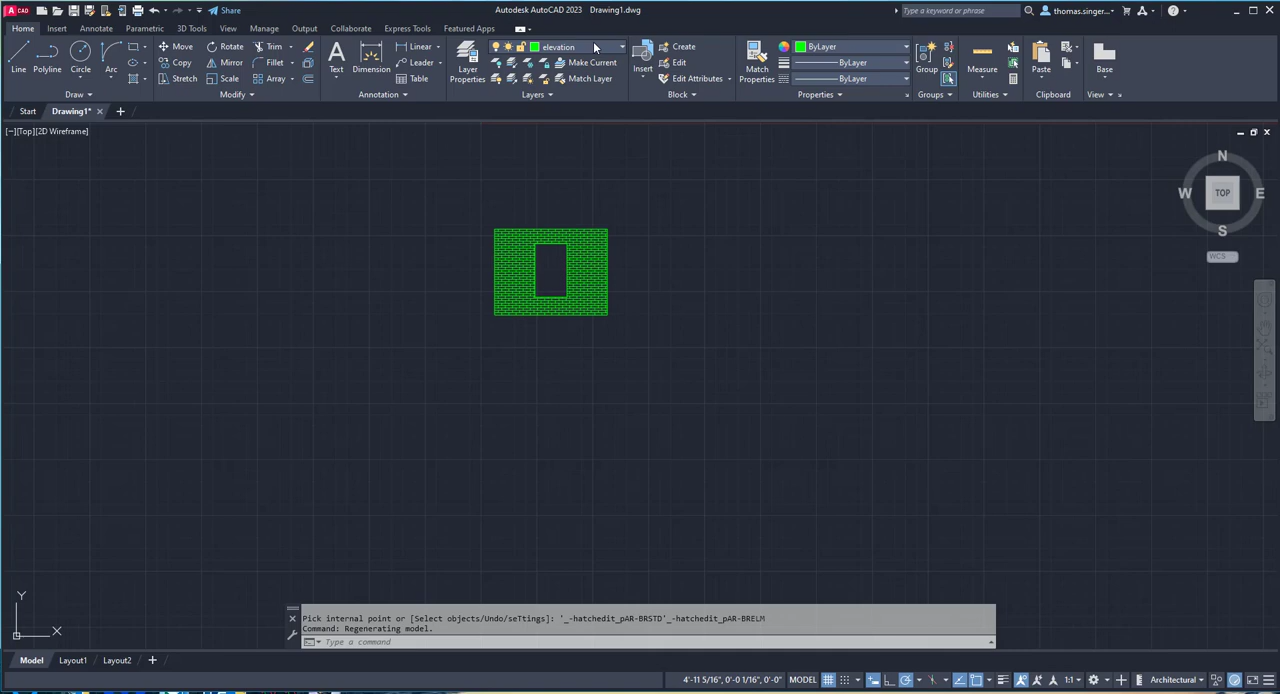 A CAD Share Autodesk AutoCAD 2023 Drawing1.dwg Type a keyword or phrase thomas.singer...
Home Insert Annotate Parametric 3D Tools View Manage Output Collaborate Express Tools Featured Apps
Line Polyline Circle Arc
Move Rotate Trim
Copy Mirror Fillet
Stretch Scale Array
Text Dimension
Linear
Leader
Table
Layer Properties
elevation
Make Current
Match Layer
Insert
Create
Edit
Edit Attributes
Match Properties
ByLayer
ByLayer
ByLayer
Group
Measure
Paste
Base
Draw Modify Annotation Layers Block Properties Groups Utilities Clipboard View
Start Drawing1*
[−][Top][2D Wireframe]
N
W TOP E
S
WCS
Y
X
Pick internal point or [Select objects/Undo/seTtings]: '_-hatchedit_pAR-BRSTD'_-hatchedit_pAR-BRELM
Command: Regenerating model.
Type a command
Model Layout1 Layout2
4'-11 5/16", 0'-0 1/16", 0'-0" MODEL 1:1 Architectural